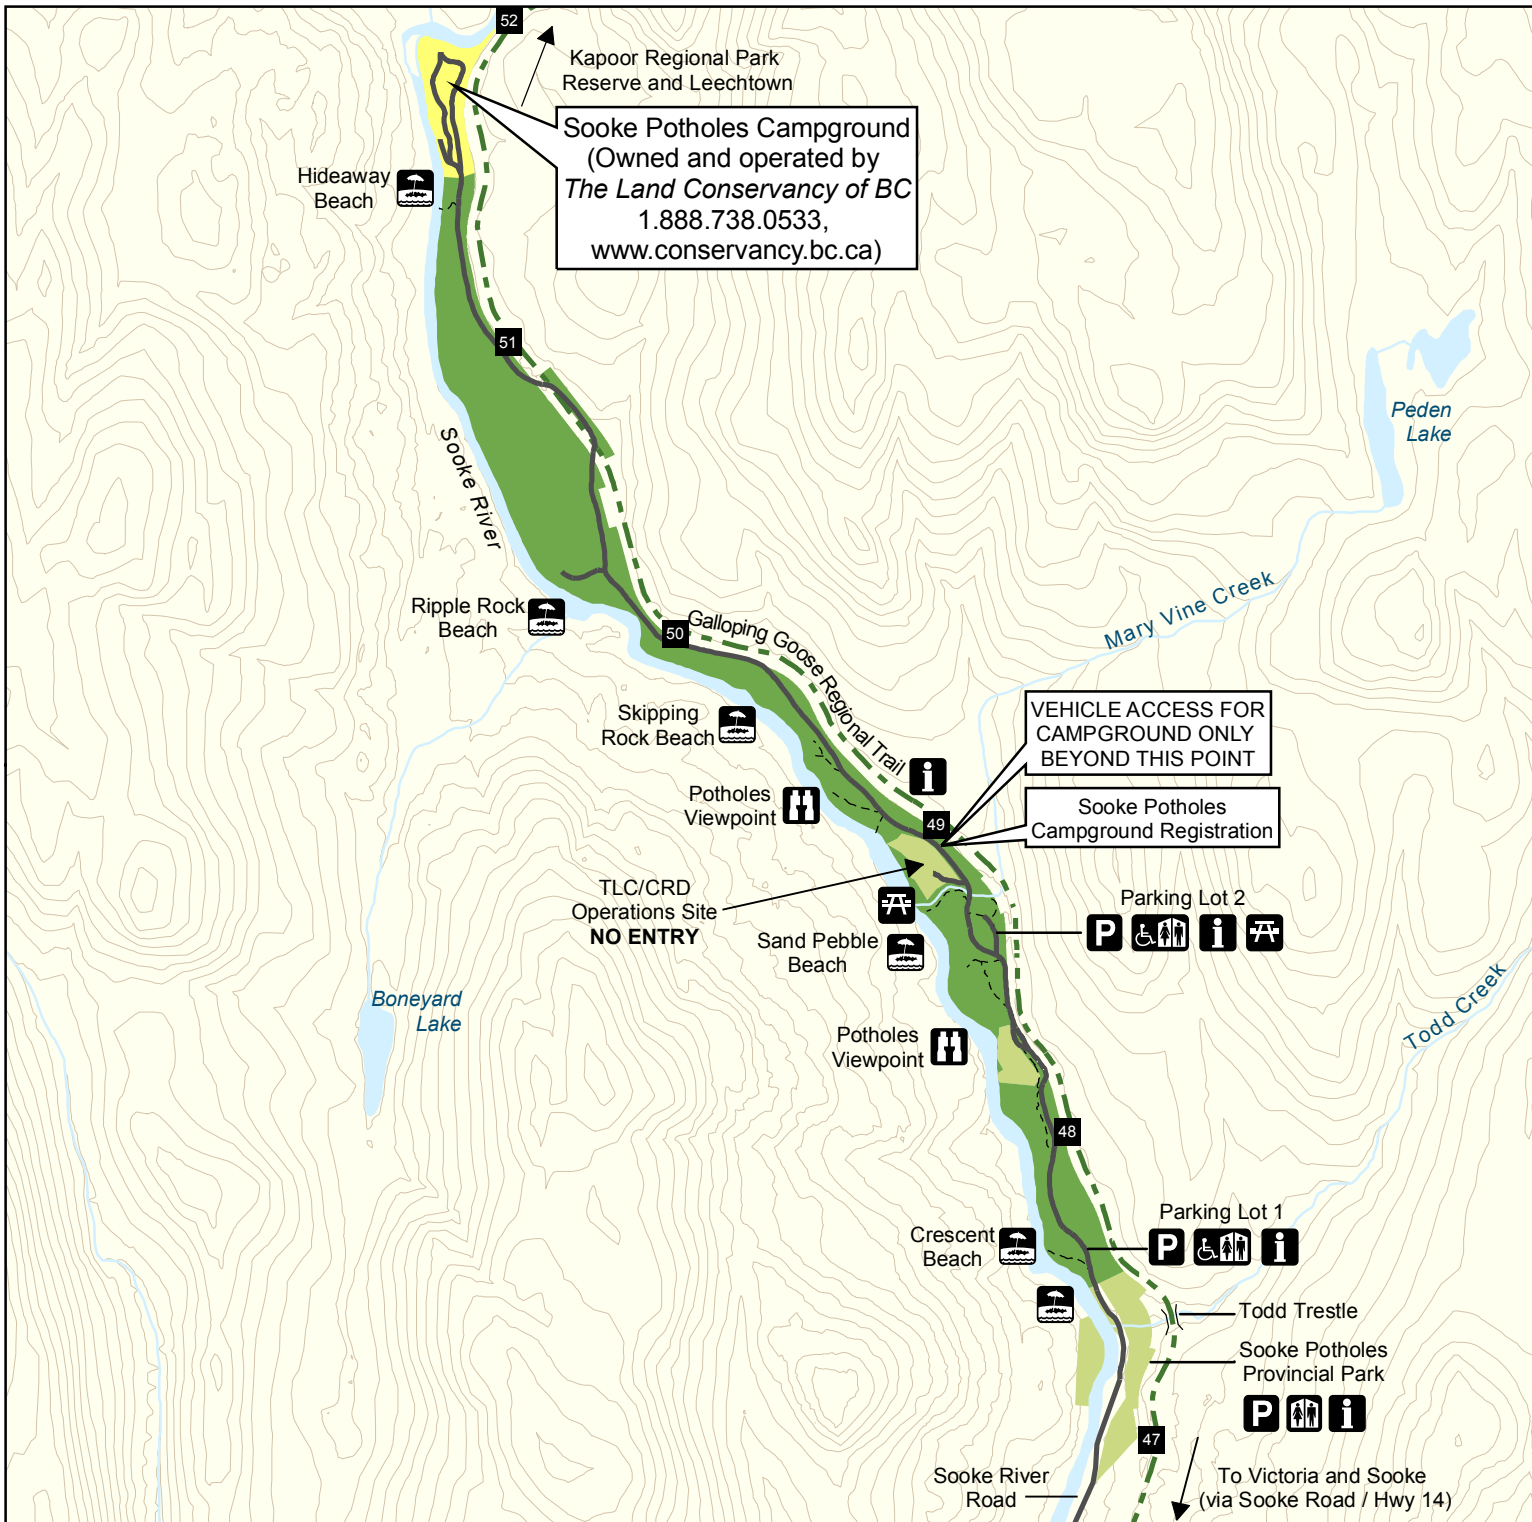 52
Kapoor Regional Park
Reserve and Leechtown
Sooke Potholes Campground
(Owned and operated by
The Land Conservancy of BC
1.888.738.0533,
www.conservancy.bc.ca)
Hideaway
Beach
51
Peden
Lake
Sooke River
Mary Vine Creek
Ripple Rock
Beach
50
Galloping Goose Regional Trail
Skipping
Rock Beach
VEHICLE ACCESS FOR
CAMPGROUND ONLY
BEYOND THIS POINT
i
Potholes
Viewpoint
49
Sooke Potholes
Campground Registration
TLC/CRD
Operations Site
NO ENTRY
Parking Lot 2
P
i
Sand Pebble
Beach
Boneyard
Lake
Todd Creek
Potholes
Viewpoint
48
Parking Lot 1
P
i
Crescent
Beach
Todd Trestle
Sooke Potholes
Provincial Park
P
i
47
Sooke River
Road
To Victoria and Sooke
(via Sooke Road / Hwy 14)